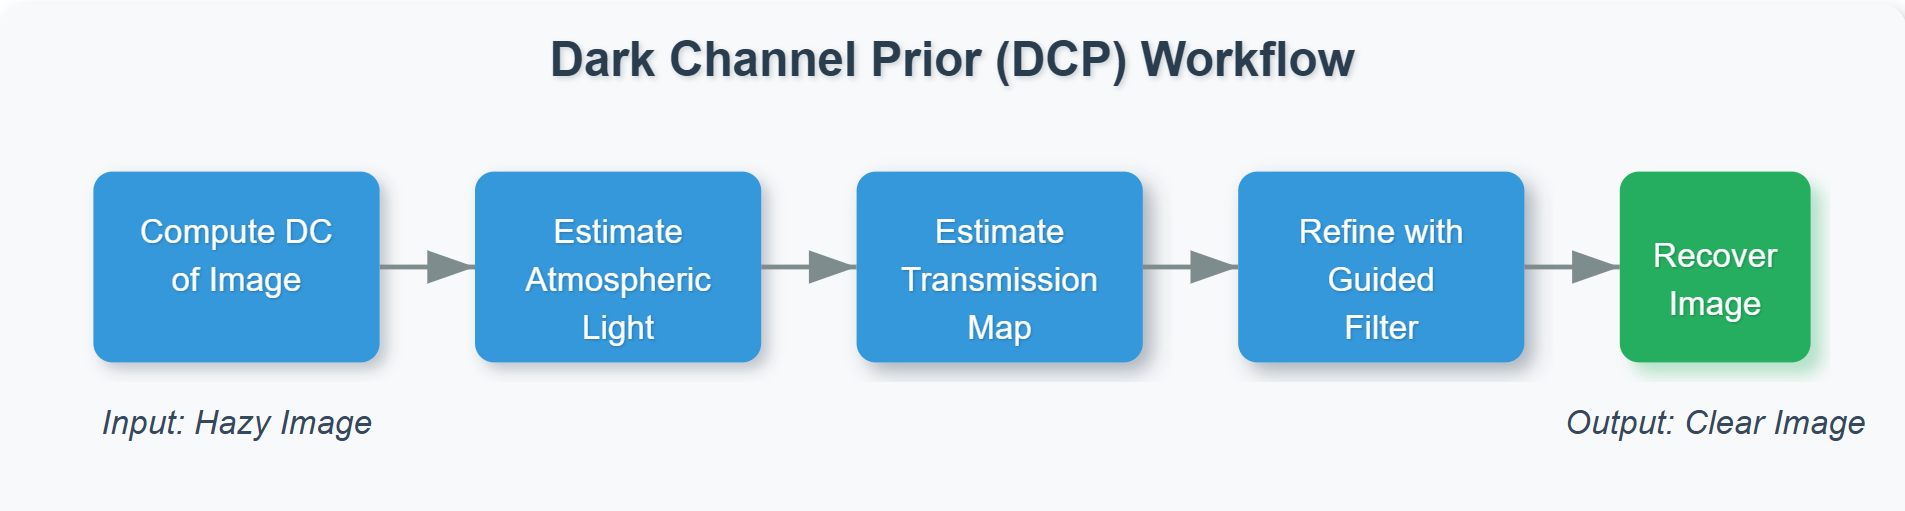 Dark Channel Prior (DCP) Workflow
Compute DC
of Image
Estimate
Atmospheric
Light
Estimate
Transmission
Map
Refine with
Guided
Filter
Recover
Image
Input: Hazy Image
Output: Clear Image